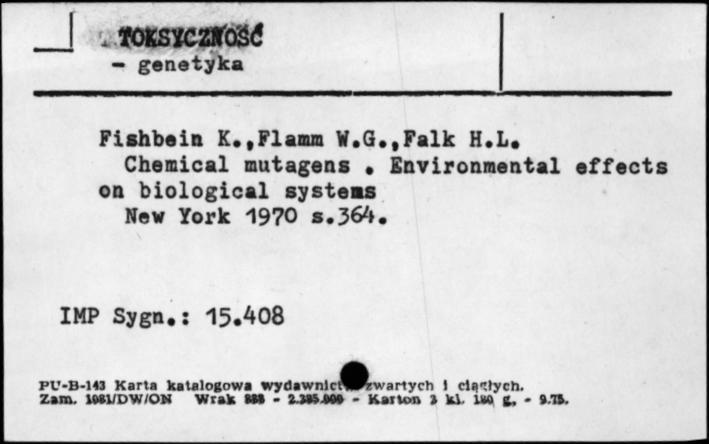 TOKSYCZNOŚĆ
- genetyka
Fishbein K.,Flamm W.G.,Falk H.L.
Chemical mutagens . Environmental effects
on biological systems
New York 1970 s.364.
IMP Sygn.: 15.408
PU-B-143 Karta katalogowa wydawnictw zwartych i ciągłych.
Zam. 1081/DW/ON Wrak 888 - 2.385.000 - Karton 3 kl. 180 g. - 9.75.